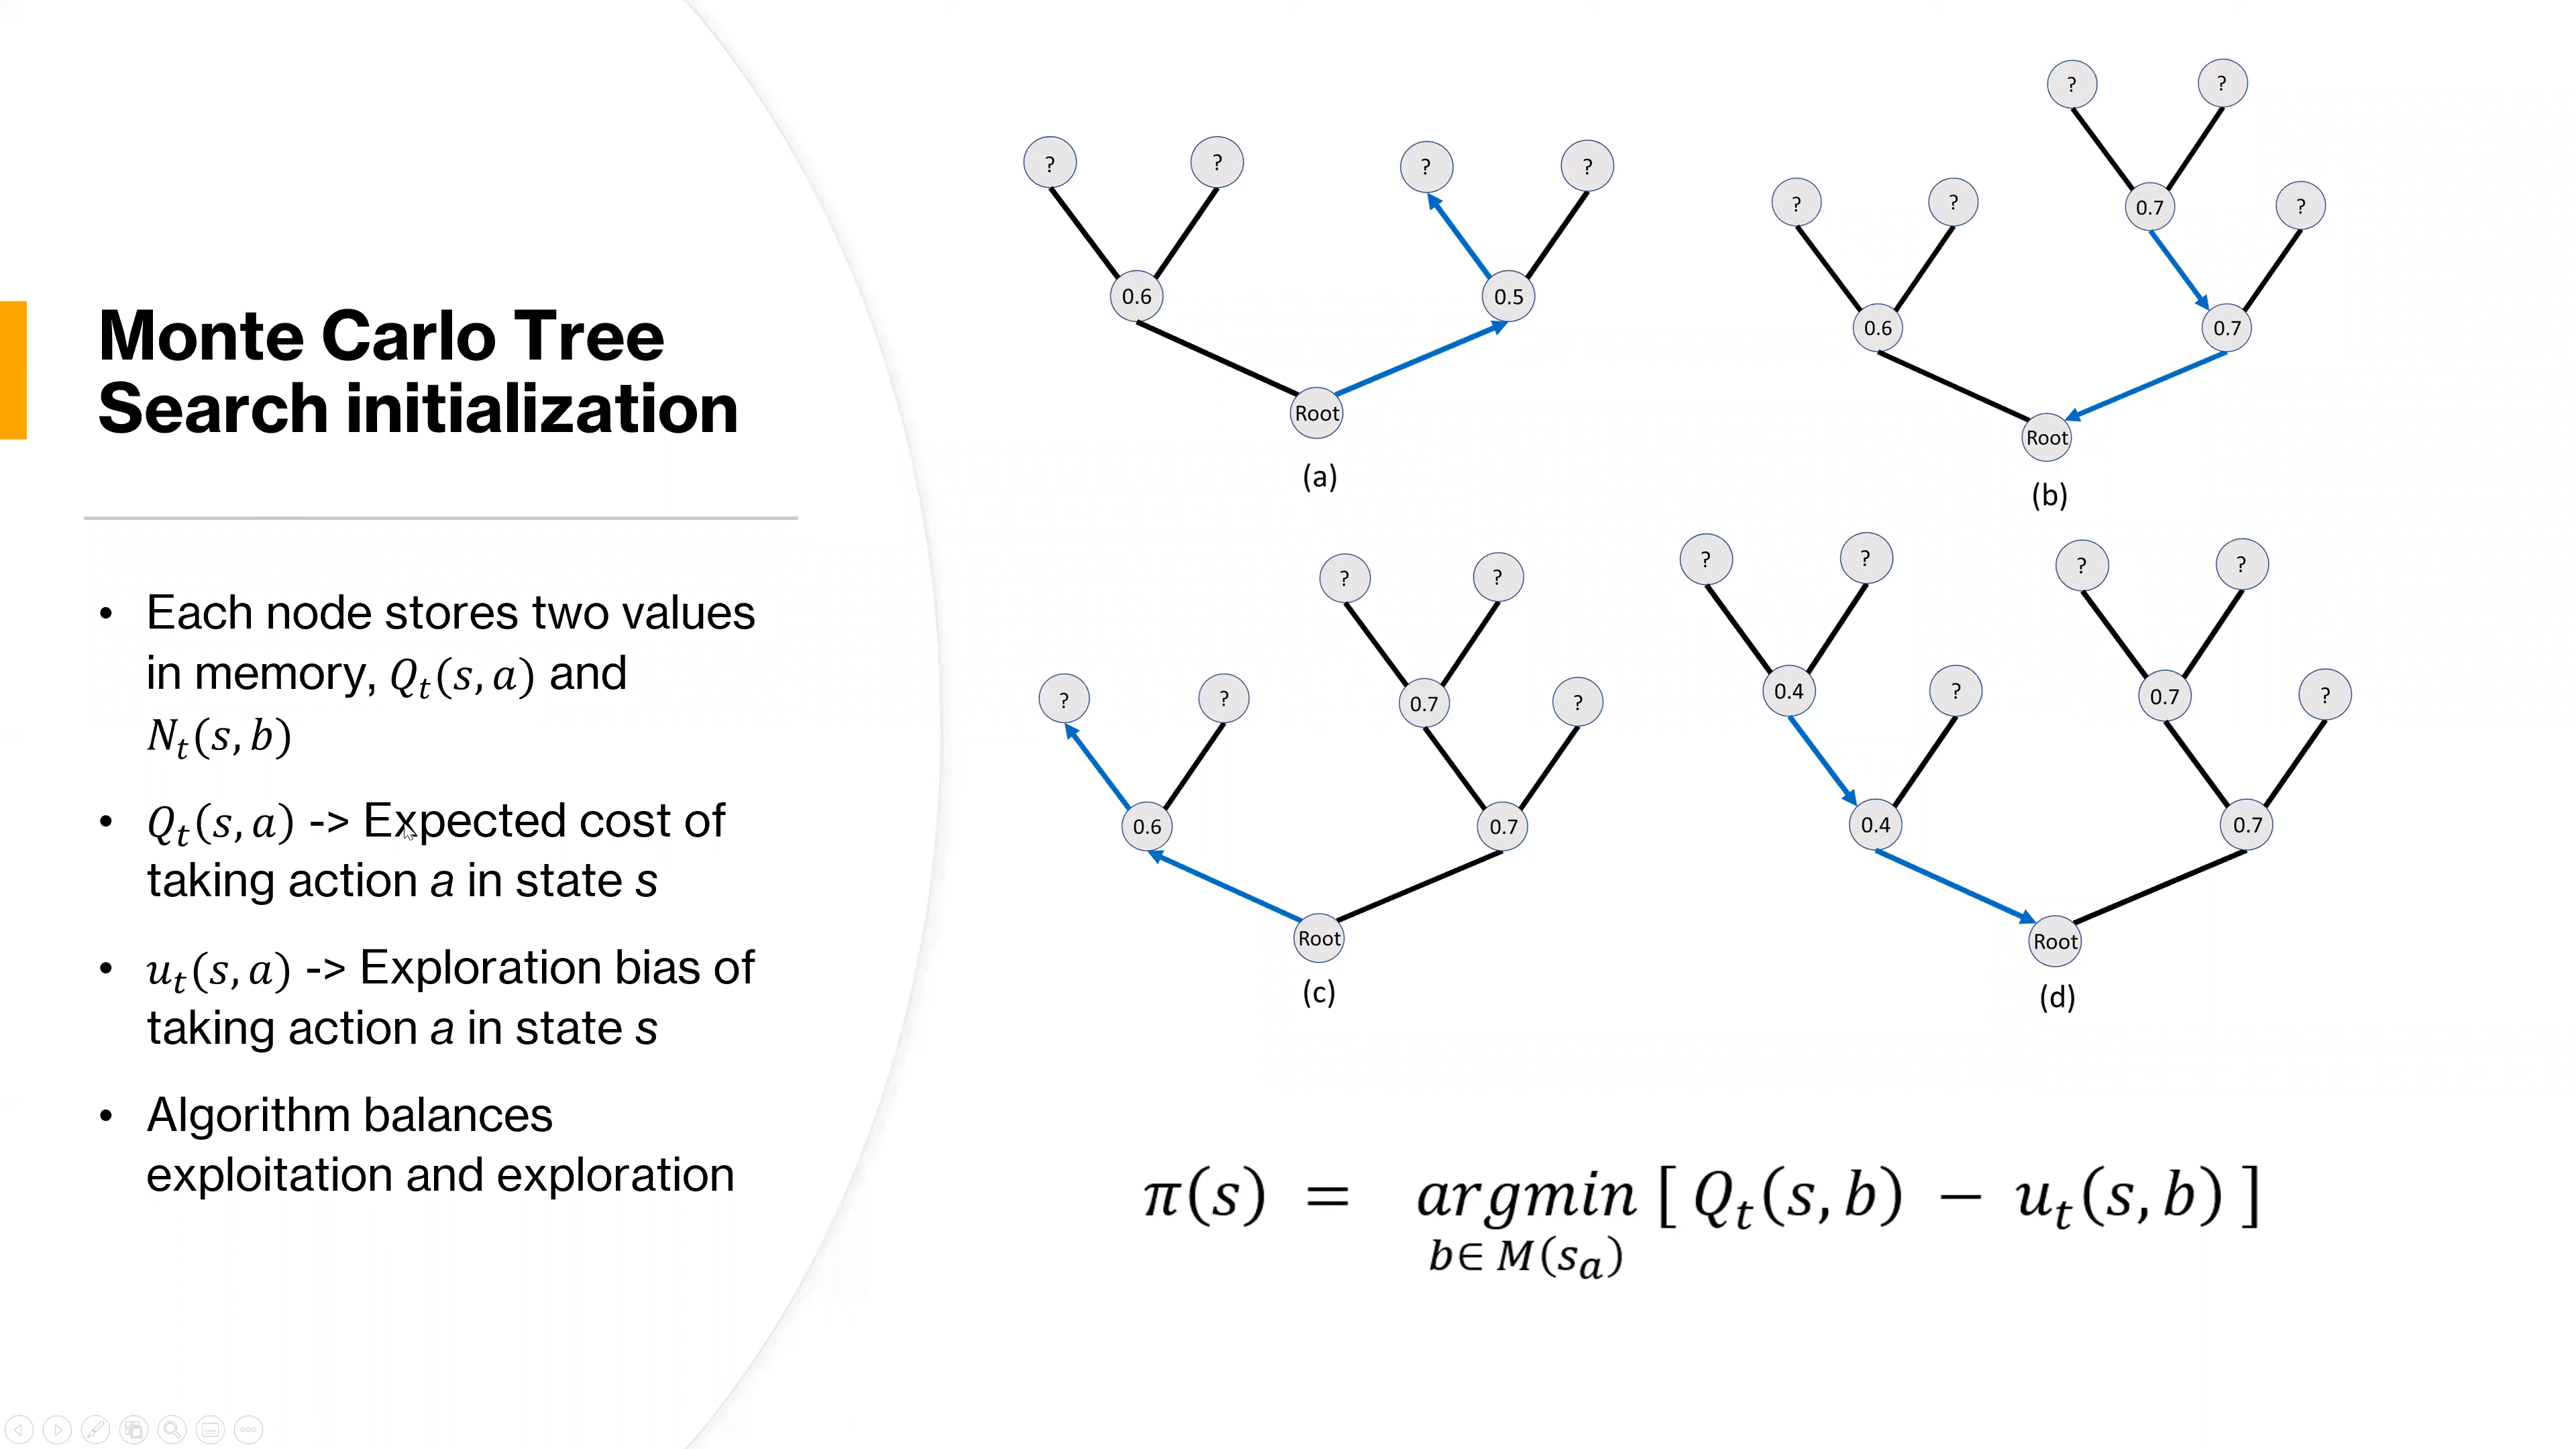 Monte Carlo Tree
Search initialization
• Each node stores two values
in memory, Qₜ(s, a) and
Nₜ(s, b)
• Qₜ(s, a) -> Expected cost of
taking action a in state s
• uₜ(s, a) -> Exploration bias of
taking action a in state s
• Algorithm balances
exploitation and exploration
? ? ? ?
0.6 0.5
Root
(a)
? ?
? ? 0.7 ?
0.6 0.7
Root
(b)
? ?
? ? 0.7 ?
0.6 0.7
Root
(c)
? ? ? ?
0.4 ? 0.7 ?
0.4 0.7
Root
(d)
π(s) = argmin [ Qₜ(s, b) − uₜ(s, b) ]
b∈ M(sₐ)